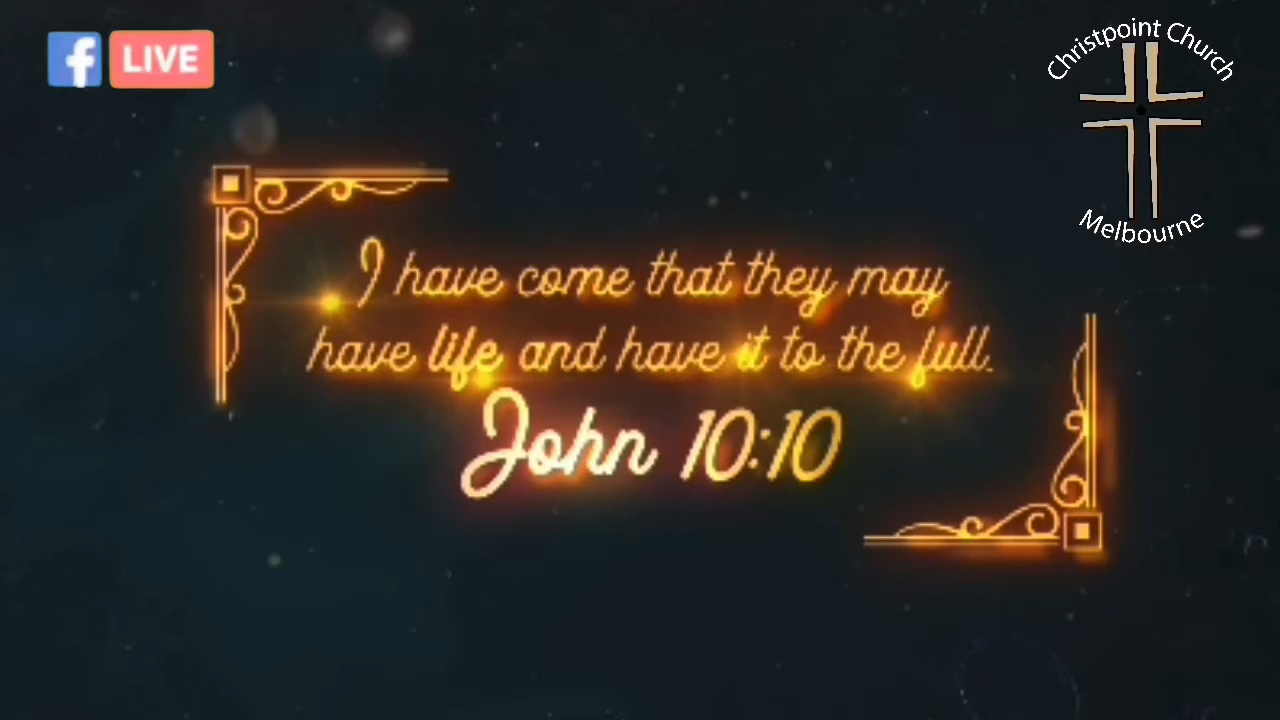 f LIVE
Christpoint Church
Melbourne
I have come that they may
have life and have it to the full.
John 10:10